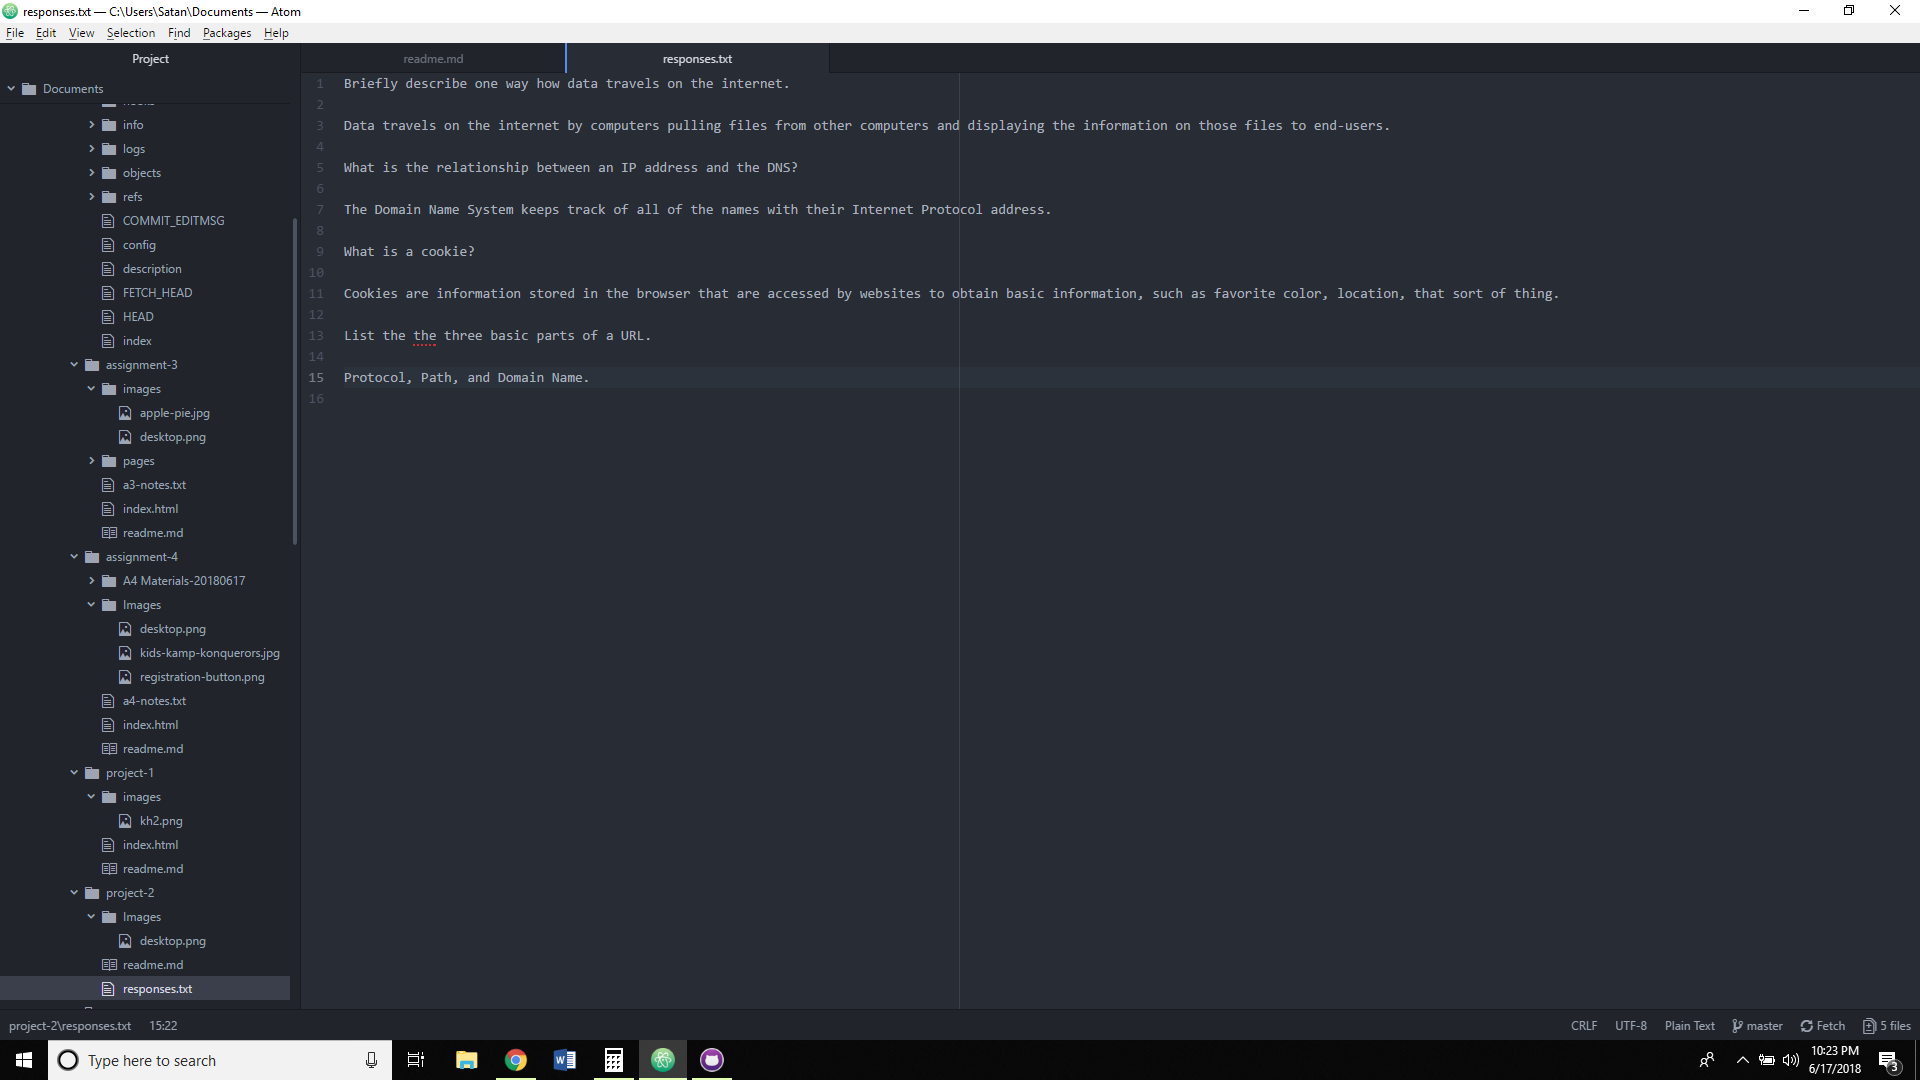 responses.txt — C:\Users\Satan\Documents — Atom
File Edit View Selection Find Packages Help
Project
readme.md
responses.txt
Documents
info
logs
objects
refs
COMMIT_EDITMSG
config
description
FETCH_HEAD
HEAD
index
assignment-3
images
apple-pie.jpg
desktop.png
pages
a3-notes.txt
index.html
readme.md
assignment-4
A4 Materials-20180617
Images
desktop.png
kids-kamp-konquerors.jpg
registration-button.png
a4-notes.txt
index.html
readme.md
project-1
images
kh2.png
index.html
readme.md
project-2
Images
desktop.png
readme.md
responses.txt
1 Briefly describe one way how data travels on the internet.
2
3 Data travels on the internet by computers pulling files from other computers and displaying the information on those files to end-users.
4
5 What is the relationship between an IP address and the DNS?
6
7 The Domain Name System keeps track of all of the names with their Internet Protocol address.
8
9 What is a cookie?
10
11 Cookies are information stored in the browser that are accessed by websites to obtain basic information, such as favorite color, location, that sort of thing.
12
13 List the the three basic parts of a URL.
14
15 Protocol, Path, and Domain Name.
16
project-2\responses.txt 15:22
CRLF UTF-8 Plain Text master Fetch 5 files
Type here to search
10:23 PM
6/17/2018
3